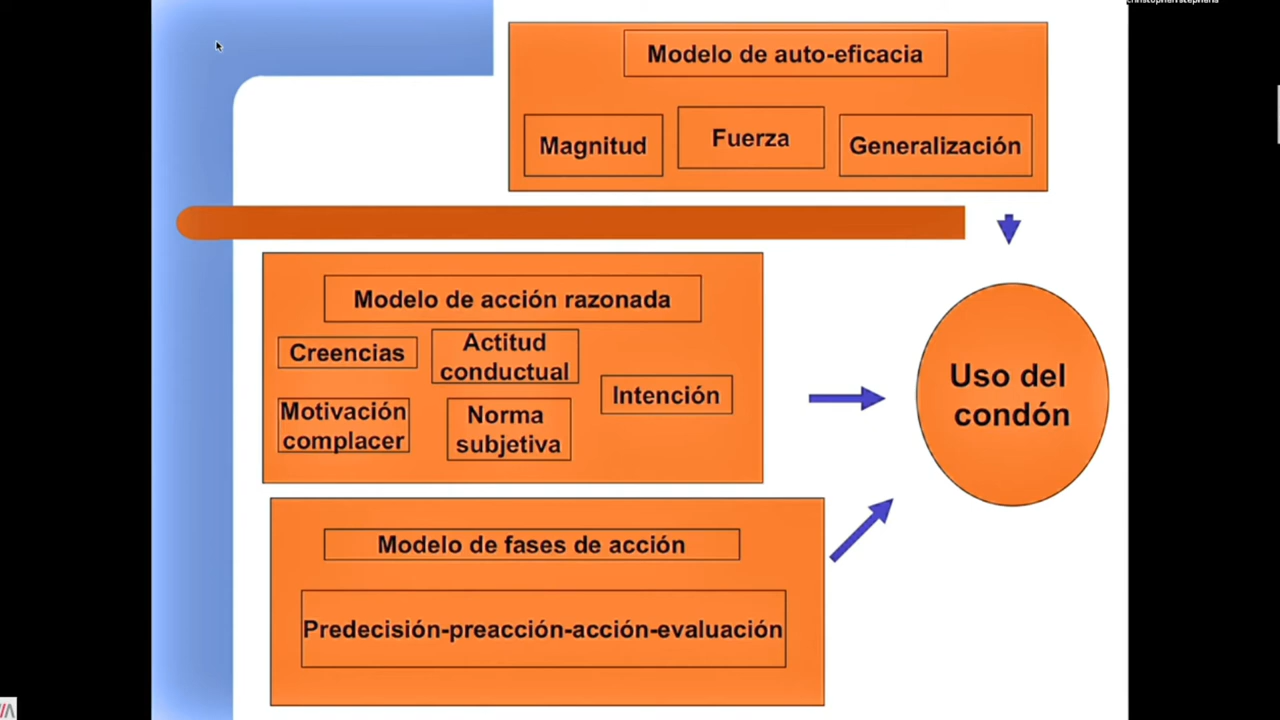 Modelo de auto-eficacia
Magnitud
Fuerza
Generalización
Modelo de acción razonada
Creencias
Actitud
conductual
Motivación
complacer
Norma
subjetiva
Intención
Uso del
condón
Modelo de fases de acción
Predecisión-preacción-acción-evaluación